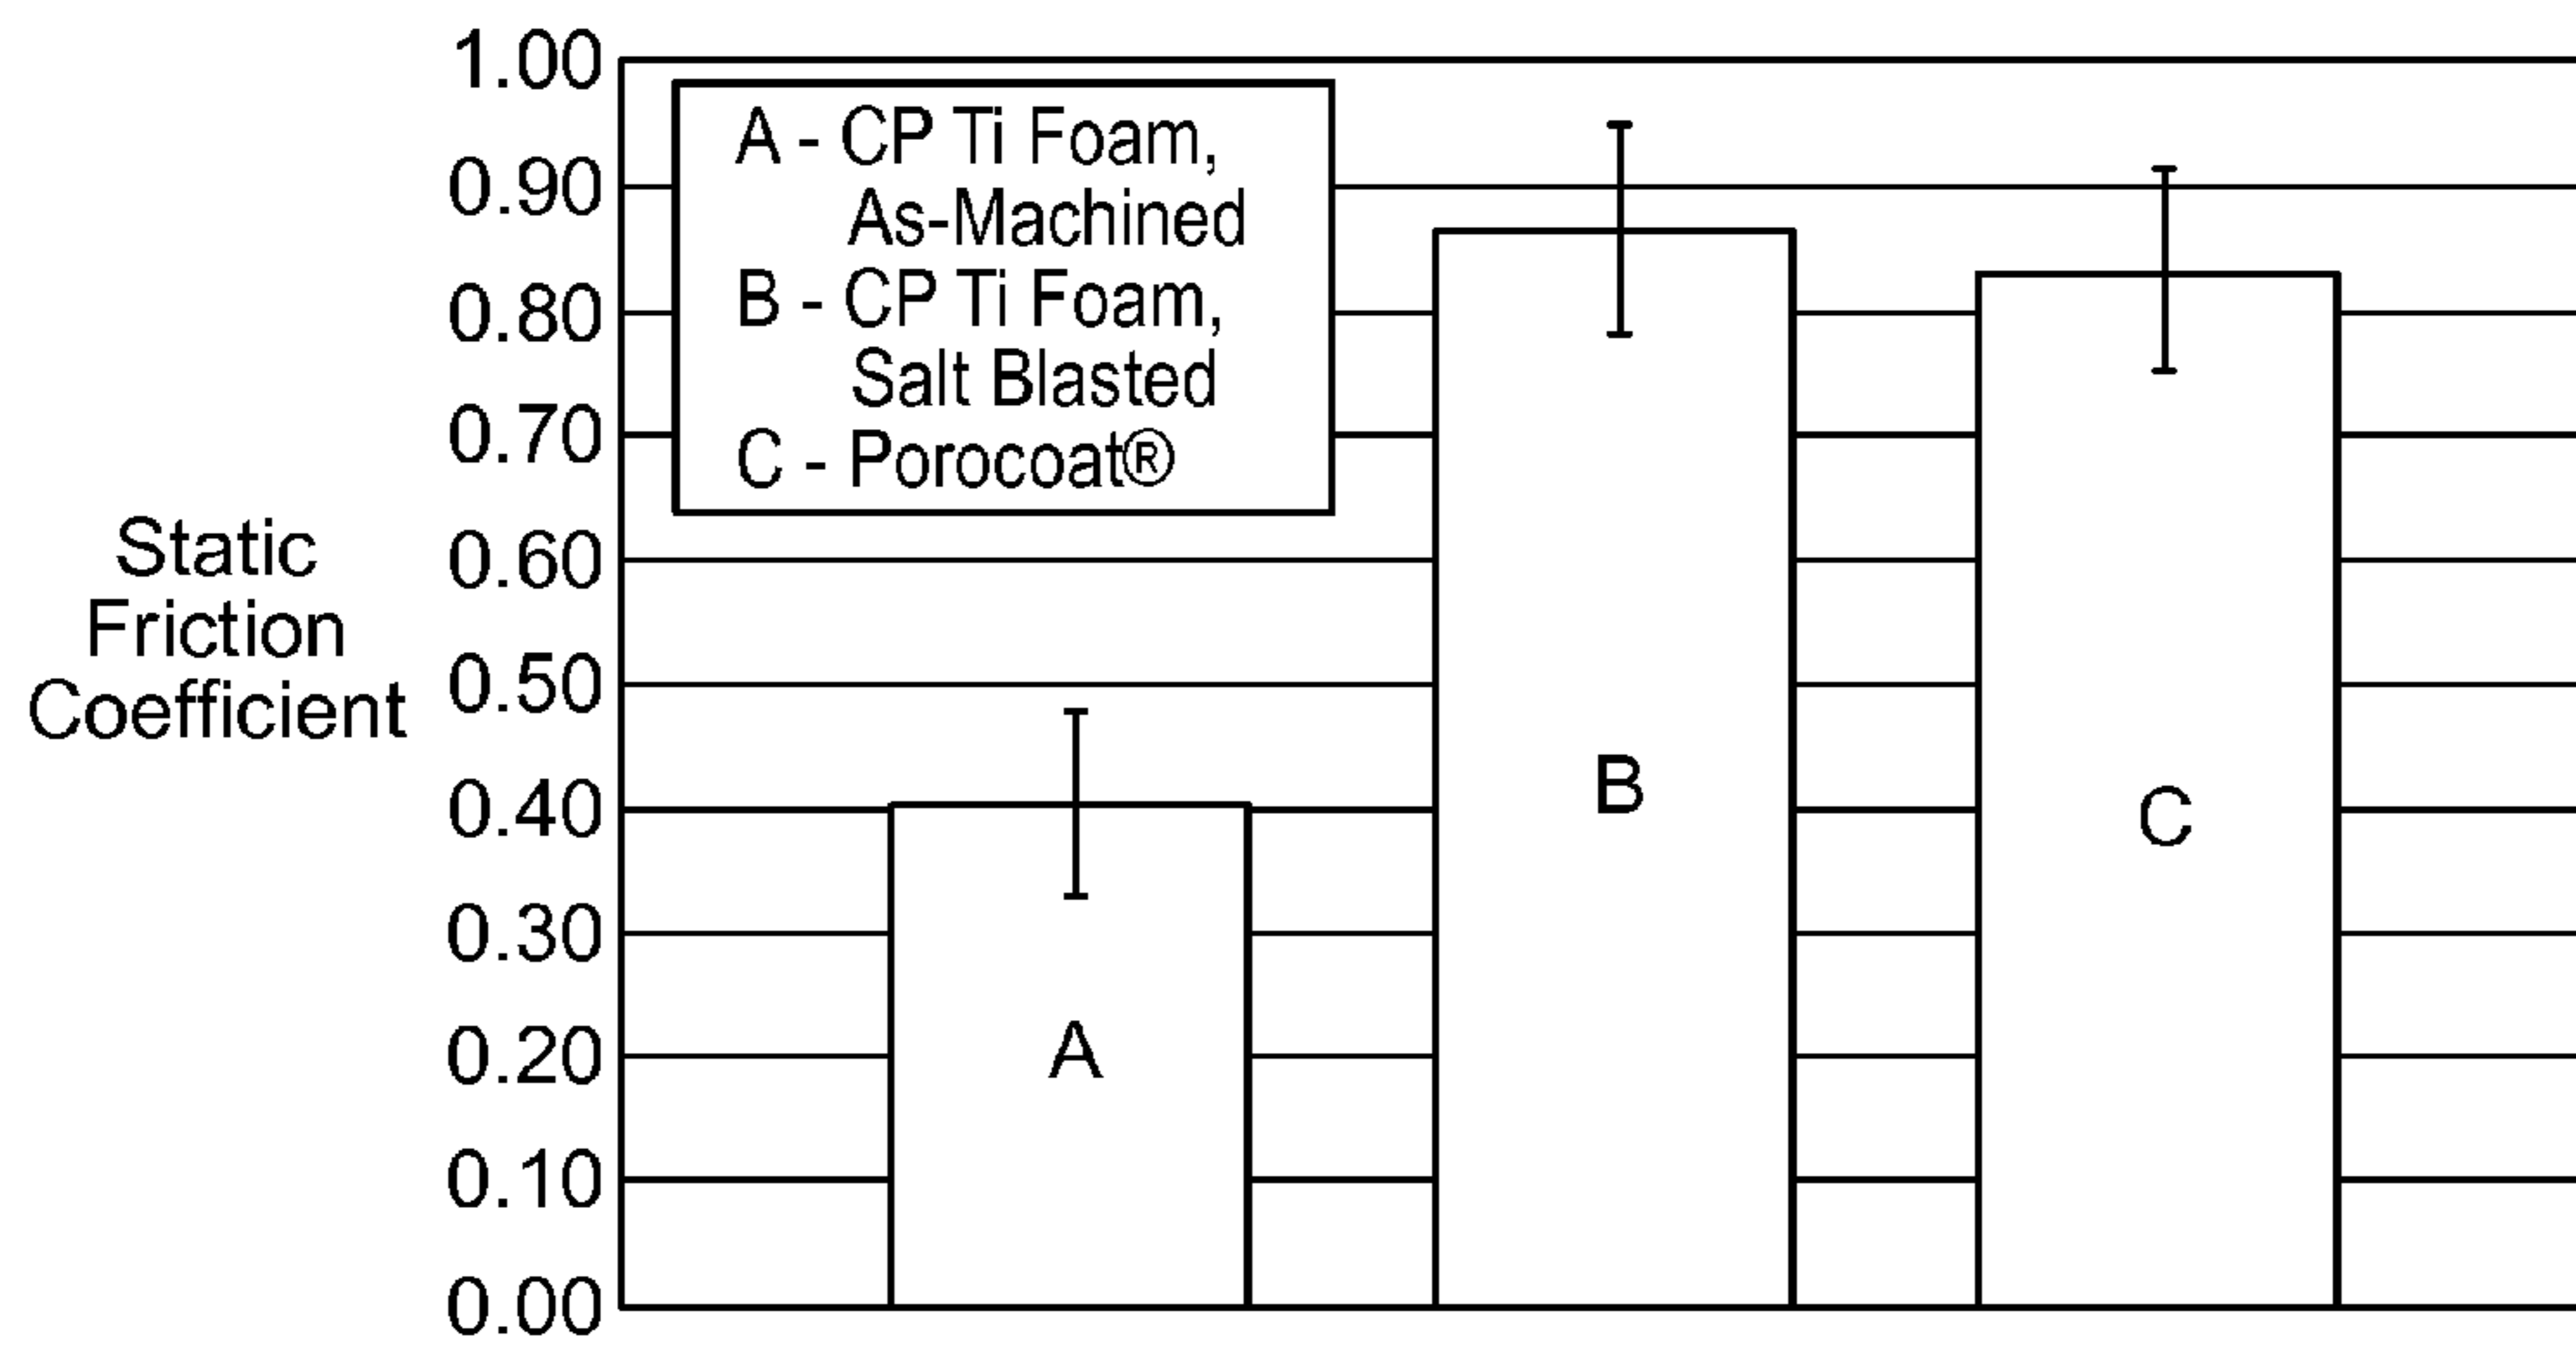 1.00
0.90
0.80
0.70
0.60
0.50
0.40
0.30
0.20
0.10
0.00
Static
Friction
Coefficient
A - CP Ti Foam,
As-Machined
B - CP Ti Foam,
Salt Blasted
C - Porocoat®
A
B
C